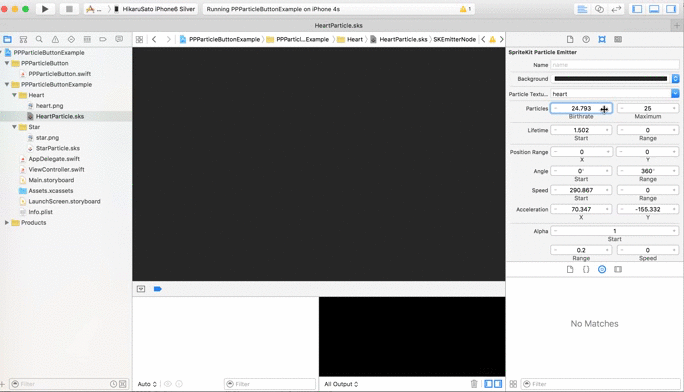 A... 〉 HikaruSato iPhone6 Silver
Running PPParticleButtonExample on iPhone 4s
1
HeartParticle.sks
PPParticleButtonExample 〉 PPParticl...Example 〉 Heart 〉 HeartParticle.sks 〉 SKEmitterNode
PPParticleButtonExample
PPParticleButton
PPParticleButton.swift
PPParticleButtonExample
Heart
heart.png
HeartParticle.sks
Star
star.png
StarParticle.sks
AppDelegate.swift
ViewController.swift
Main.storyboard
Assets.xcassets
LaunchScreen.storyboard
Info.plist
Products
SpriteKit Particle Emitter
Name name
Background
Particle Textu... heart
Particles 24.793 25
Birthrate Maximum
Lifetime 1.502 0
Start Range
Position Range 0 0
X Y
Angle 0° 360°
Start Range
Speed 290.867 0
Start Range
Acceleration 70.347 -155.332
X Y
Alpha 1
Start
0.2 0
Range Speed
No Matches
Filter
Auto
Filter
All Output
Filter